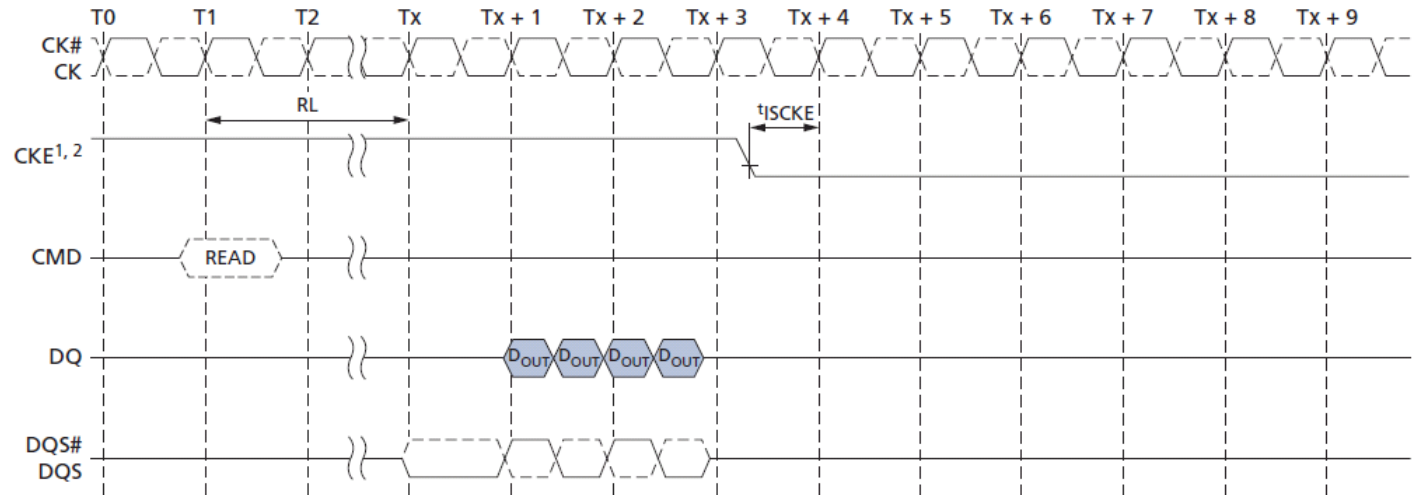 T0 T1 T2 Tx Tx + 1 Tx + 2 Tx + 3 Tx + 4 Tx + 5 Tx + 6 Tx + 7 Tx + 8 Tx + 9
CK#
CK
RL
tISCKE
CKE1, 2
CMD READ
DQ DOUT DOUT DOUT DOUT
DQS#
DQS